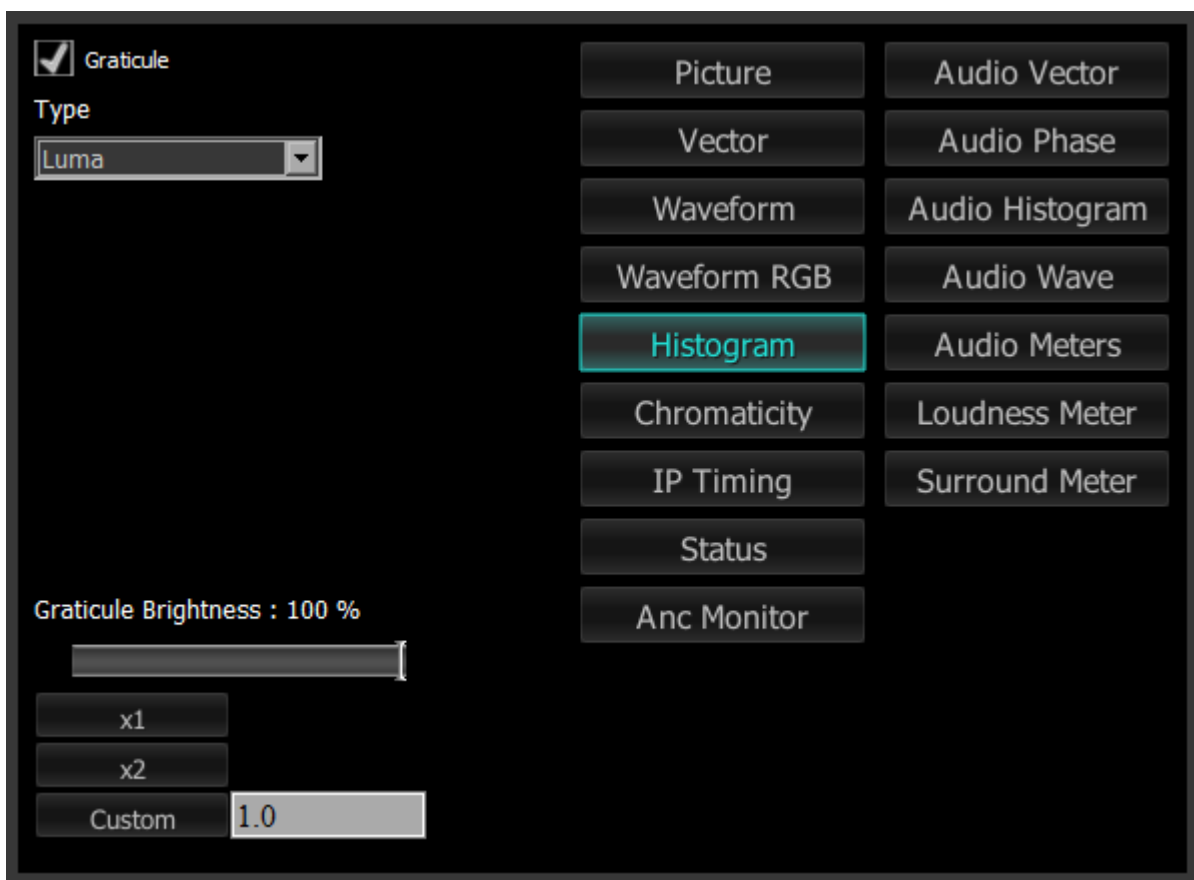 Graticule
Type
Luma
Graticule Brightness : 100 %
x1
x2
Custom 1.0
Picture
Vector
Waveform
Waveform RGB
Histogram
Chromaticity
IP Timing
Status
Anc Monitor
Audio Vector
Audio Phase
Audio Histogram
Audio Wave
Audio Meters
Loudness Meter
Surround Meter